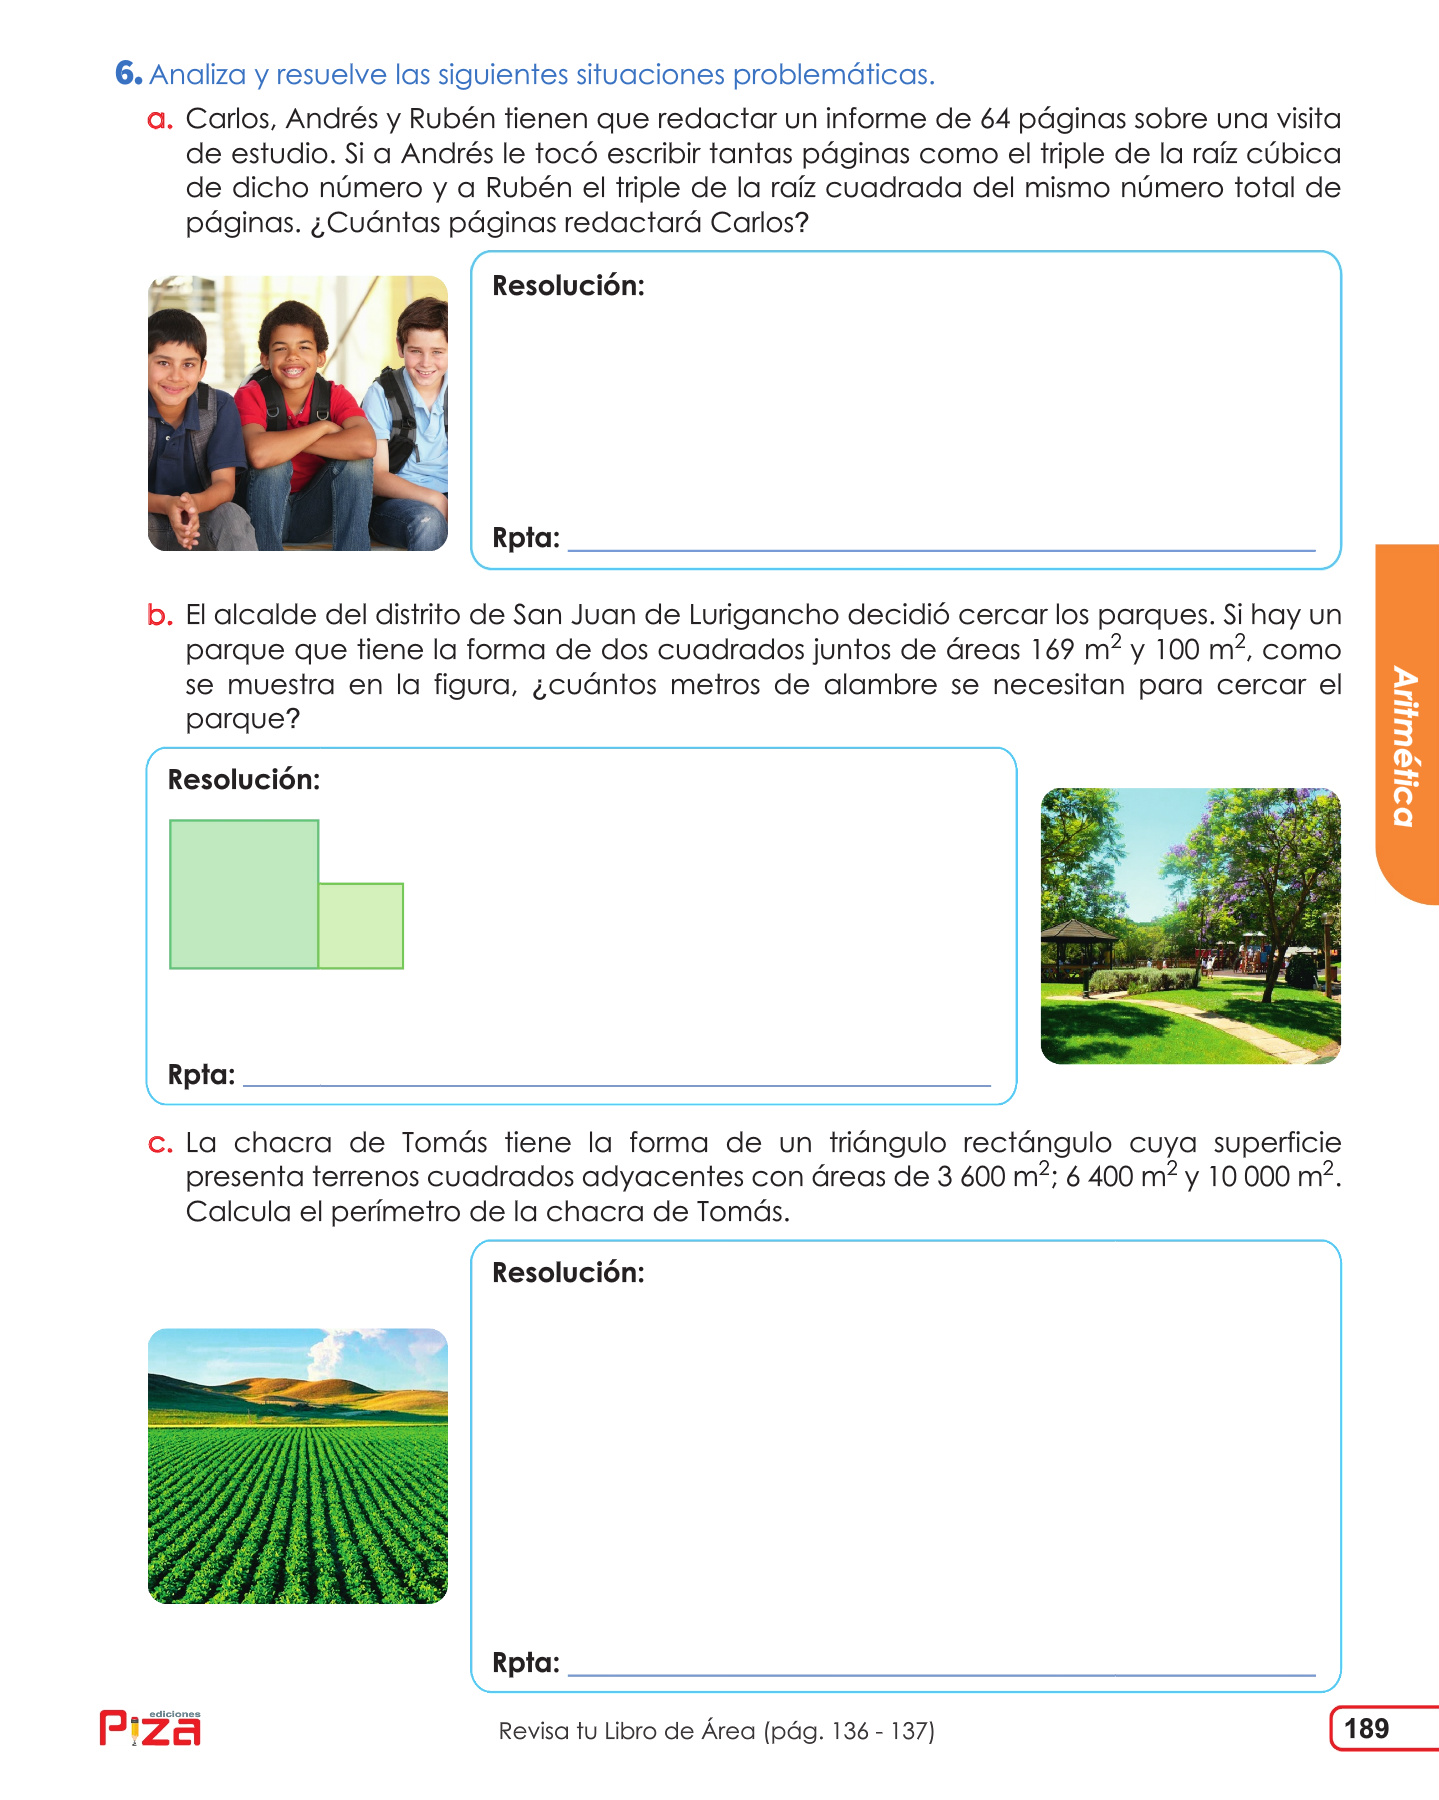 6. Analiza y resuelve las siguientes situaciones problemáticas.
a. Carlos, Andrés y Rubén tienen que redactar un informe de 64 páginas sobre una visita
de estudio. Si a Andrés le tocó escribir tantas páginas como el triple de la raíz cúbica
de dicho número y a Rubén el triple de la raíz cuadrada del mismo número total de
páginas. ¿Cuántas páginas redactará Carlos?
Resolución:
Rpta:
b. El alcalde del distrito de San Juan de Lurigancho decidió cercar los parques. Si hay un
parque que tiene la forma de dos cuadrados juntos de áreas 169 m² y 100 m², como
se muestra en la figura, ¿cuántos metros de alambre se necesitan para cercar el
parque?
Resolución:
Rpta:
Aritmética
c. La chacra de Tomás tiene la forma de un triángulo rectángulo cuya superficie
presenta terrenos cuadrados adyacentes con áreas de 3 600 m²; 6 400 m² y 10 000 m².
Calcula el perímetro de la chacra de Tomás.
Resolución:
Rpta:
ediciones
Piza
Revisa tu Libro de Área (pág. 136 - 137)
189